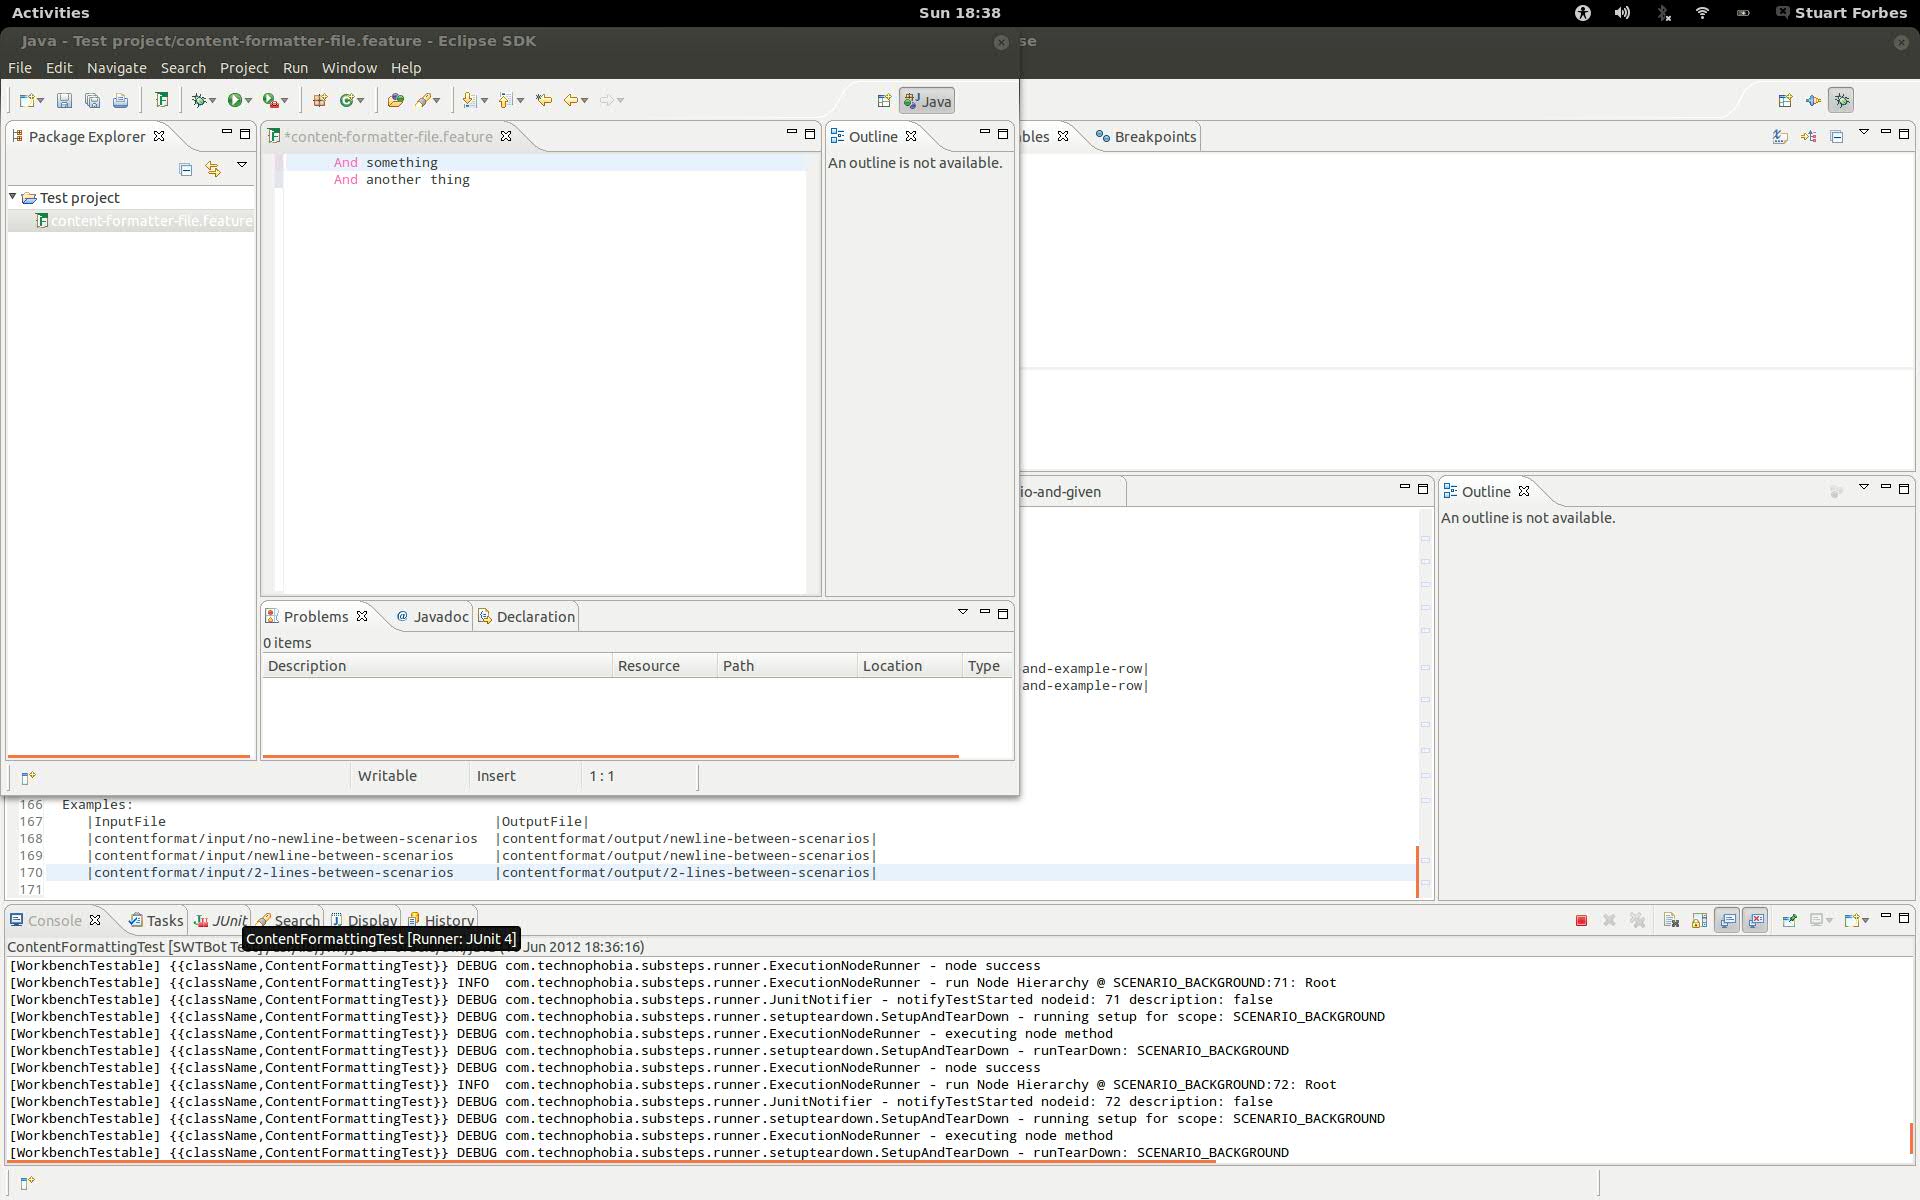 Activities
Sun 18:38
Stuart Forbes
Java - Test project/content-formatter-file.feature - Eclipse SDK
se
File Edit Navigate Search Project Run Window Help
Java
Package Explorer
*content-formatter-file.feature
Outline
bles
Breakpoints
And something
And another thing
An outline is not available.
Test project
content-formatter-file.feature
io-and-given
Outline
An outline is not available.
Problems
@ Javadoc
Declaration
0 items
Description Resource Path Location Type
and-example-row|
and-example-row|
Writable Insert 1 : 1
166 Examples:
167 |InputFile |OutputFile|
168 |contentformat/input/no-newline-between-scenarios |contentformat/output/newline-between-scenarios|
169 |contentformat/input/newline-between-scenarios |contentformat/output/newline-between-scenarios|
170 |contentformat/input/2-lines-between-scenarios |contentformat/output/2-lines-between-scenarios|
171
Console Tasks JUnit Search Display History
ContentFormattingTest [Runner: JUnit 4]
ContentFormattingTest [SWTBot Te Jun 2012 18:36:16)
[WorkbenchTestable] {{className,ContentFormattingTest}} DEBUG com.technophobia.substeps.runner.ExecutionNodeRunner - node success
[WorkbenchTestable] {{className,ContentFormattingTest}} INFO  com.technophobia.substeps.runner.ExecutionNodeRunner - run Node Hierarchy @ SCENARIO_BACKGROUND:71: Root
[WorkbenchTestable] {{className,ContentFormattingTest}} DEBUG com.technophobia.substeps.runner.JunitNotifier - notifyTestStarted nodeid: 71 description: false
[WorkbenchTestable] {{className,ContentFormattingTest}} DEBUG com.technophobia.substeps.runner.setupteardown.SetupAndTearDown - running setup for scope: SCENARIO_BACKGROUND
[WorkbenchTestable] {{className,ContentFormattingTest}} DEBUG com.technophobia.substeps.runner.ExecutionNodeRunner - executing node method
[WorkbenchTestable] {{className,ContentFormattingTest}} DEBUG com.technophobia.substeps.runner.setupteardown.SetupAndTearDown - runTearDown: SCENARIO_BACKGROUND
[WorkbenchTestable] {{className,ContentFormattingTest}} DEBUG com.technophobia.substeps.runner.ExecutionNodeRunner - node success
[WorkbenchTestable] {{className,ContentFormattingTest}} INFO  com.technophobia.substeps.runner.ExecutionNodeRunner - run Node Hierarchy @ SCENARIO_BACKGROUND:72: Root
[WorkbenchTestable] {{className,ContentFormattingTest}} DEBUG com.technophobia.substeps.runner.JunitNotifier - notifyTestStarted nodeid: 72 description: false
[WorkbenchTestable] {{className,ContentFormattingTest}} DEBUG com.technophobia.substeps.runner.setupteardown.SetupAndTearDown - running setup for scope: SCENARIO_BACKGROUND
[WorkbenchTestable] {{className,ContentFormattingTest}} DEBUG com.technophobia.substeps.runner.ExecutionNodeRunner - executing node method
[WorkbenchTestable] {{className,ContentFormattingTest}} DEBUG com.technophobia.substeps.runner.setupteardown.SetupAndTearDown - runTearDown: SCENARIO_BACKGROUND